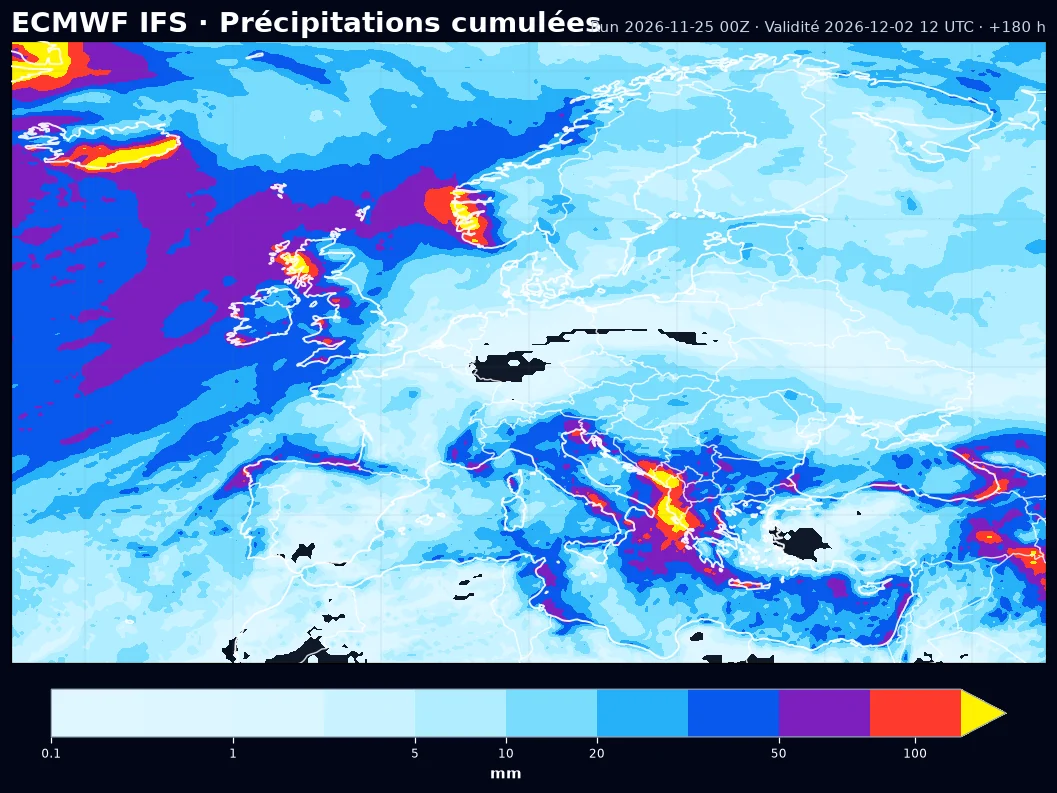 ECMWF IFS · Précipitations cumulées
Run 2026-11-25 00Z · Validité 2026-12-02 12 UTC · +180 h
0.1 1 5 10 20 50 100
mm